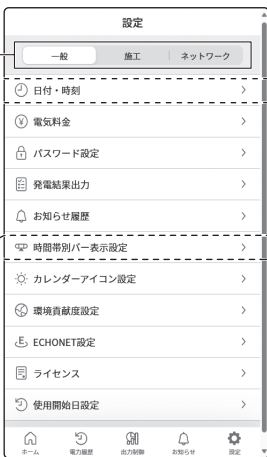 設定
一般 施工 ネットワーク
日付・時刻
電気料金
パスワード設定
発電結果出力
お知らせ履歴
時間帯別バー表示設定
カレンダーアイコン設定
環境貢献度設定
ECHONET設定
ライセンス
使用開始日設定
ホーム 電力履歴 出力制御 お知らせ 設定